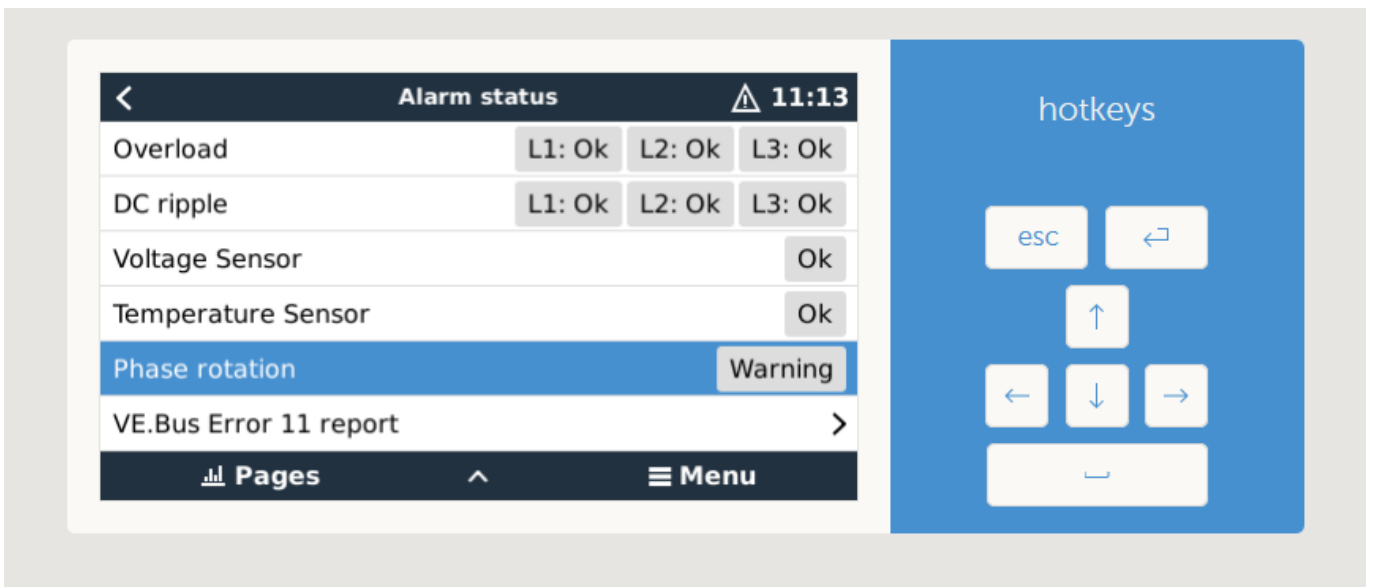 Alarm status
11:13
Overload
L1: Ok
L2: Ok
L3: Ok
DC ripple
L1: Ok
L2: Ok
L3: Ok
Voltage Sensor
Ok
Temperature Sensor
Ok
Phase rotation
Warning
VE.Bus Error 11 report
Pages
Menu
hotkeys
esc